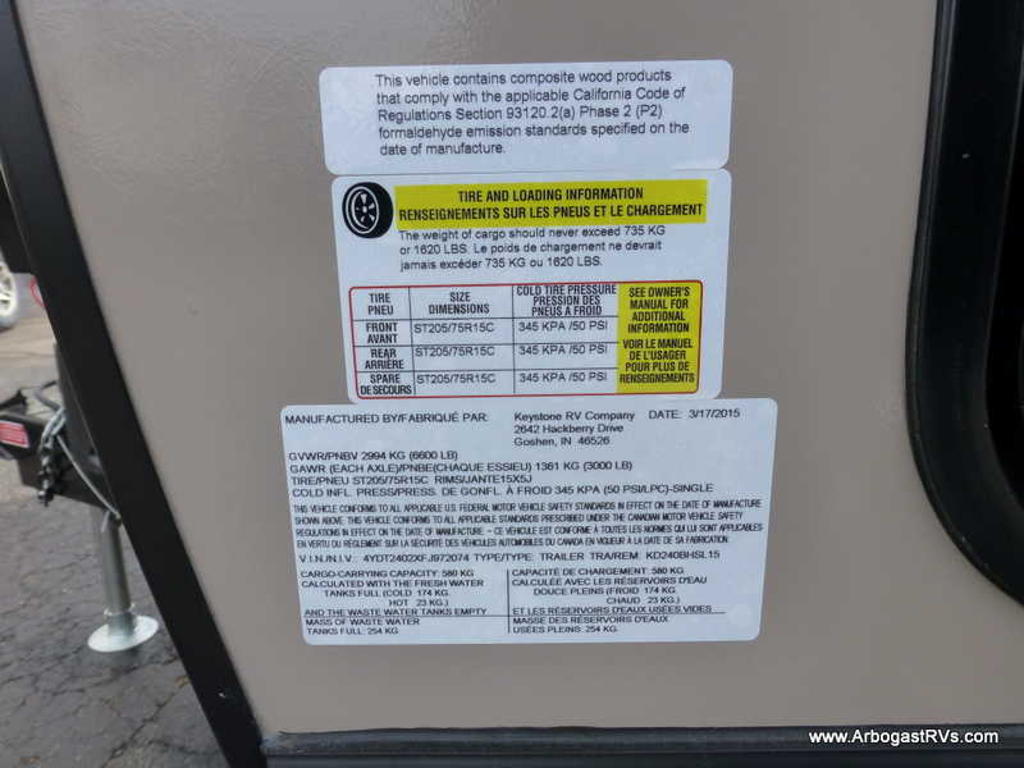 This vehicle contains composite wood products
that comply with the applicable California Code of
Regulations Section 93120.2(a) Phase 2 (P2)
formaldehyde emission standards specified on the
date of manufacture.
TIRE AND LOADING INFORMATION
RENSEIGNEMENTS SUR LES PNEUS ET LE CHARGEMENT
The weight of cargo should never exceed 735 KG
or 1620 LBS. Le poids de chargement ne devrait
jamais excéder 735 KG ou 1620 LBS.
TIRE
PNEU
SIZE
DIMENSIONS
COLD TIRE PRESSURE
PRESSION DES
PNEUS A FROID
FRONT
AVANT
ST205/75R15C
345 KPA /50 PSI
REAR
ARRIÈRE
ST205/75R15C
345 KPA /50 PSI
SPARE
DE SECOURS
ST205/75R15C
345 KPA /50 PSI
SEE OWNER'S
MANUAL FOR
ADDITIONAL
INFORMATION
VOIR LE MANUEL
DE L'USAGER
POUR PLUS DE
RENSEIGNEMENTS
MANUFACTURED BY/FABRIQUÉ PAR: Keystone RV Company DATE: 3/17/2015
2642 Hackberry Drive
Goshen, IN 46526
GVWR/PNBV 2994 KG (6600 LB)
GAWR (EACH AXLE)/PNBE(CHAQUE ESSIEU) 1361 KG (3000 LB)
TIRE/PNEU ST205/75R15C RIMS/JANTE15X5J
COLD INFL. PRESS/PRESS. DE GONFL. À FROID 345 KPA (50 PSI/LPC)-SINGLE
THIS VEHICLE CONFORMS TO ALL APPLICABLE U.S. FEDERAL MOTOR VEHICLE SAFETY STANDARDS IN EFFECT ON THE DATE OF MANUFACTURE
SHOWN ABOVE. THIS VEHICLE CONFORMS TO ALL APPLICABLE STANDARDS PRESCRIBED UNDER THE CANADIAN MOTOR VEHICLE SAFETY
REGULATIONS IN EFFECT ON THE DATE OF MANUFACTURE. - CE VÉHICULE EST CONFORME À TOUTES LES NORMES QUI LUI SONT APPLICABLES
EN VERTU DU RÈGLEMENT SUR LA SÉCURITÉ DES VÉHICULES AUTOMOBILES DU CANADA EN VIGUEUR À LA DATE DE SA FABRICATION.
V.I.N./N.I.V.: 4YDT2402XFJ972074 TYPE/TYPE: TRAILER TRA/REM: KD240BHSL15
CARGO-CARRYING CAPACITY: 580 KG
CALCULATED WITH THE FRESH WATER
TANKS FULL (COLD 174 KG.
HOT 23 KG.)
AND THE WASTE WATER TANKS EMPTY
MASS OF WASTE WATER
TANKS FULL: 254 KG
CAPACITÉ DE CHARGEMENT: 580 KG
CALCULÉE AVEC LES RÉSERVOIRS D'EAU
DOUCE PLEINS (FROID 174 KG.
CHAUD 23 KG.)
ET LES RÉSERVOIRS D'EAUX USÉES VIDES
MASSE DES RÉSERVOIRS D'EAUX
USÉES PLEINS: 254 KG
www.ArbogastRVs.com